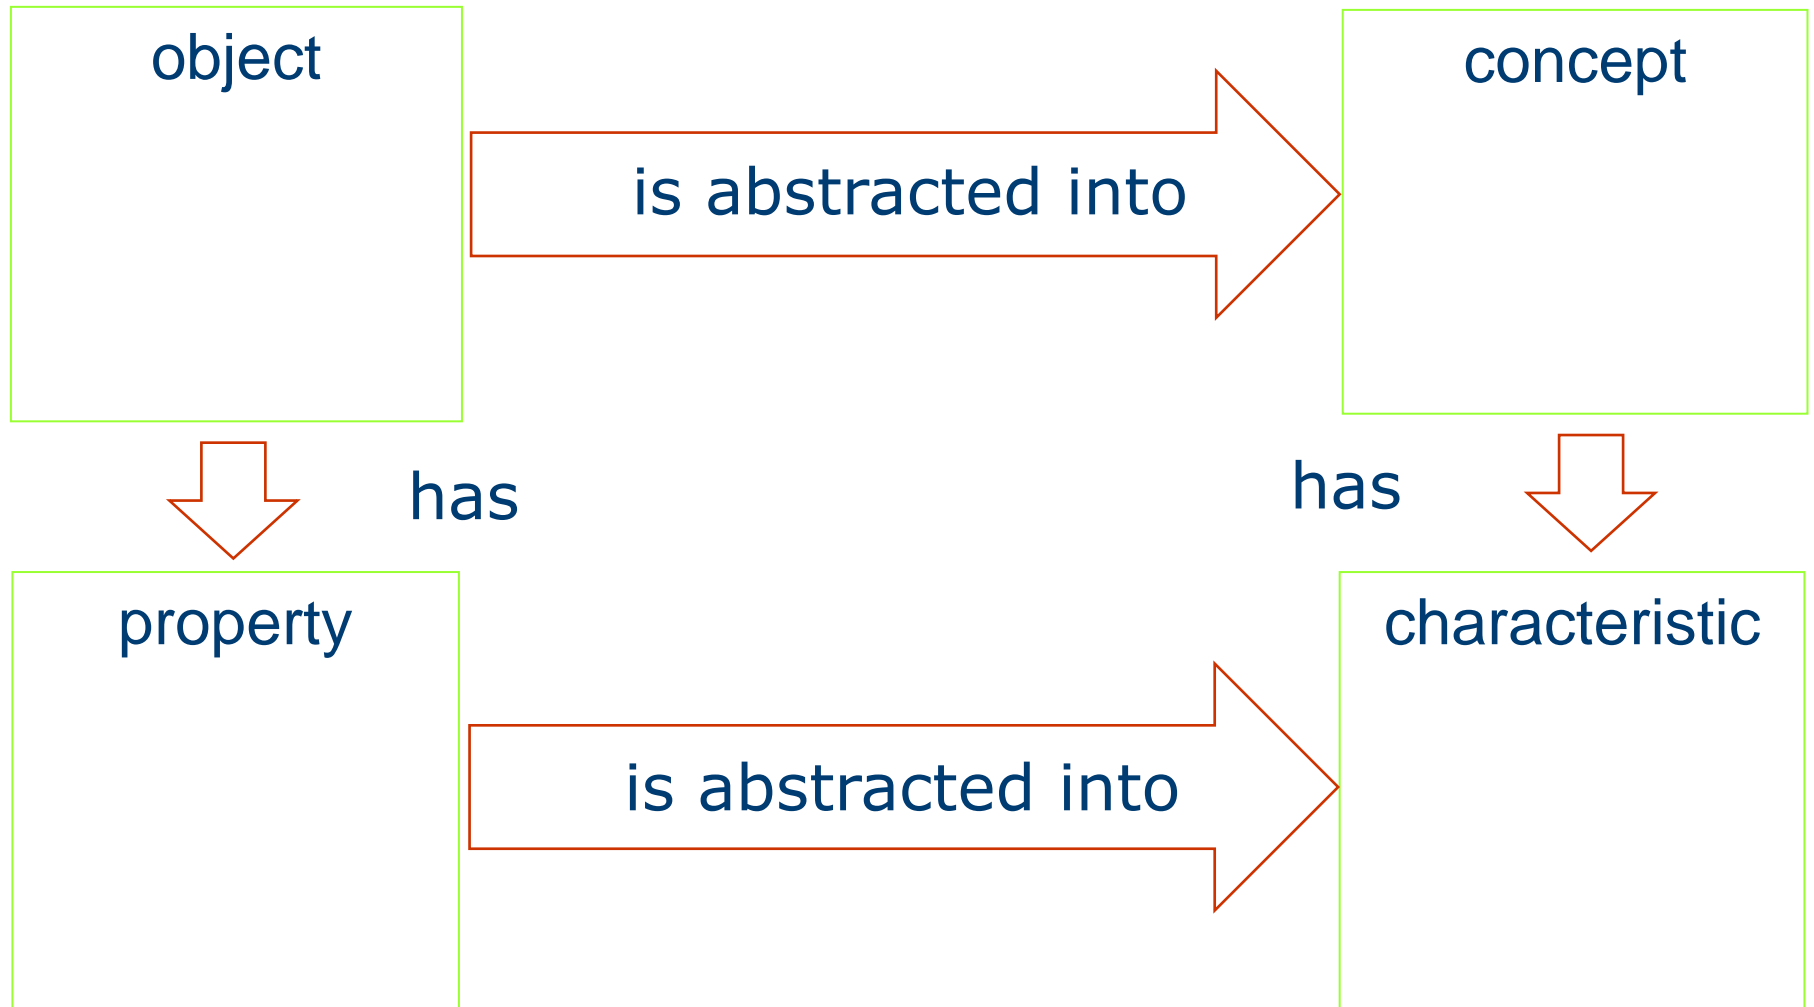 object
concept
is abstracted into
has
has
property
characteristic
is abstracted into